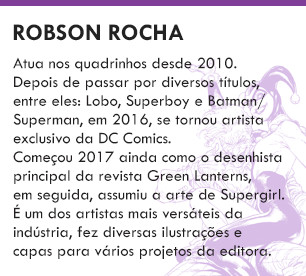 ROBSON ROCHA
Atua nos quadrinhos desde 2010.
Depois de passar por diversos títulos,
entre eles: Lobo, Superboy e Batman/
Superman, em 2016, se tornou artista
exclusivo da DC Comics.
Começou 2017 ainda como o desenhista
principal da revista Green Lanterns,
em seguida, assumiu a arte de Supergirl.
É um dos artistas mais versáteis da
indústria, fez diversas ilustrações e
capas para vários projetos da editora.